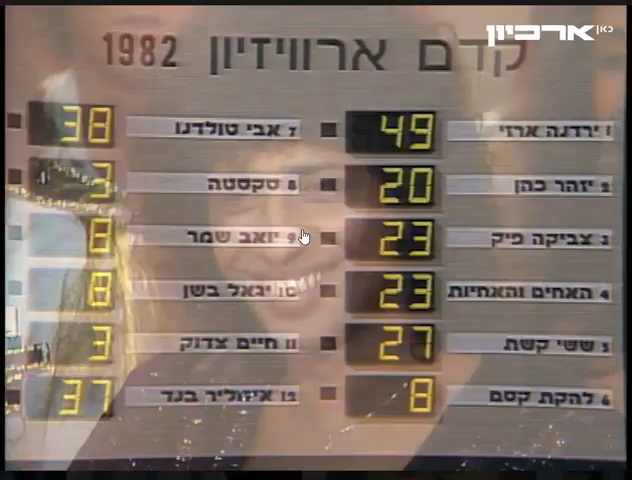 כאן ארכיון
קדם ארוויזיון 1982
1 ירדנה ארזי 49
2 יזהר כהן 20
3 צביקה פיק 23
4 האחים והאחיות 23
5 ששי קשת 27
6 להקת קסם 8
7 אבי טולדנו 38
8 סקסטה 3
9 יואב שמר 8
10 יגאל בשן 8
11 חיים צדוק 3
12 איזוליר בנד 37